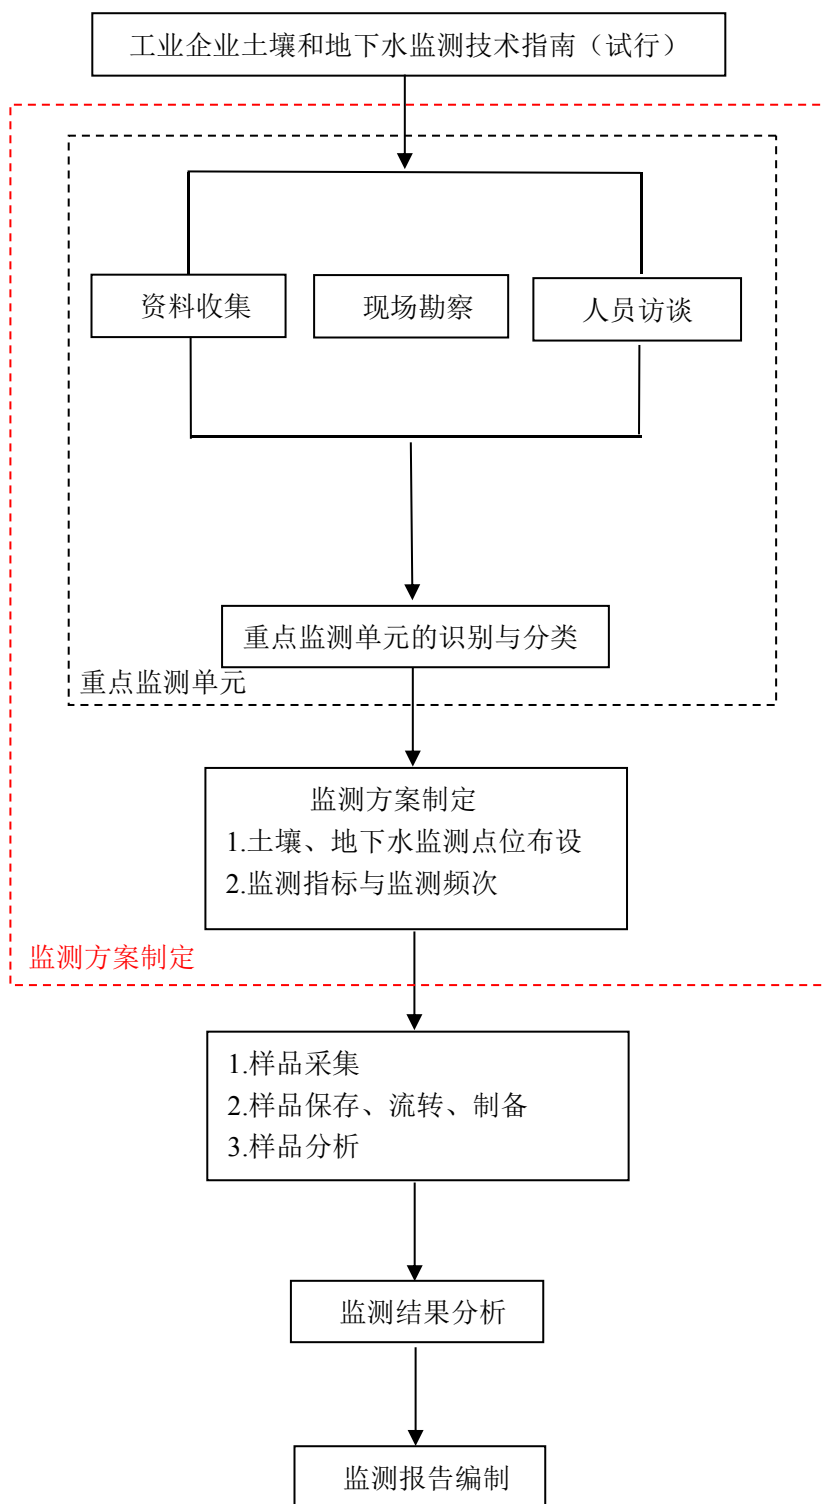 工业企业土壤和地下水监测技术指南（试行）
资料收集
现场勘察
人员访谈
重点监测单元的识别与分类
重点监测单元
监测方案制定
1.土壤、地下水监测点位布设
2.监测指标与监测频次
监测方案制定
1.样品采集
2.样品保存、流转、制备
3.样品分析
监测结果分析
监测报告编制